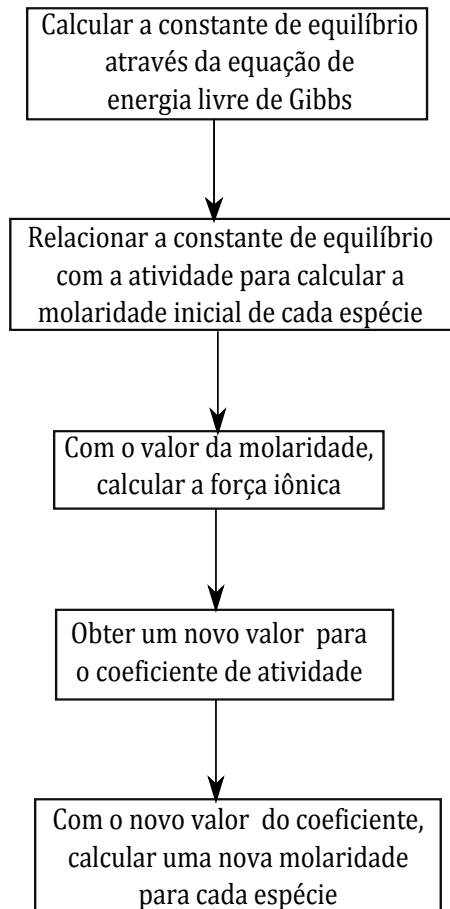 Calcular a constante de equilíbrio
através da equação de
energia livre de Gibbs
Relacionar a constante de equilíbrio
com a atividade para calcular a
molaridade inicial de cada espécie
Com o valor da molaridade,
calcular a força iônica
Obter um novo valor para
o coeficiente de atividade
Com o novo valor do coeficiente,
calcular uma nova molaridade
para cada espécie